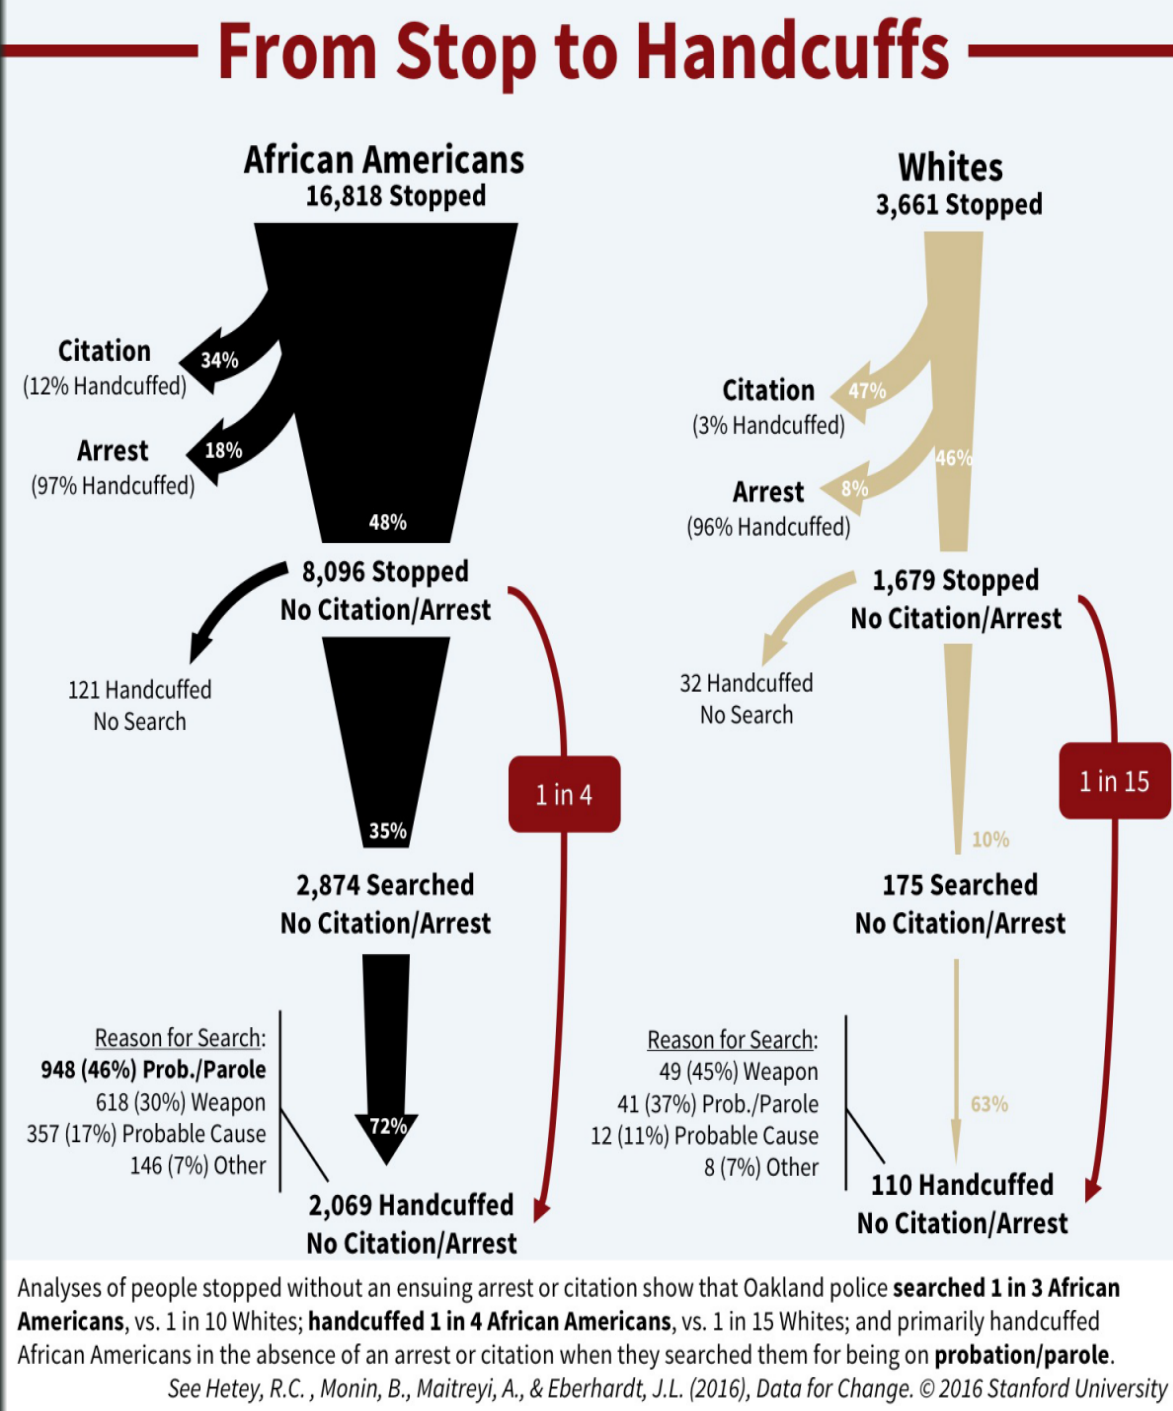 From Stop to Handcuffs
African Americans
16,818 Stopped
Citation
(12% Handcuffed)
34%
Arrest
(97% Handcuffed)
18%
48%
8,096 Stopped
No Citation/Arrest
121 Handcuffed
No Search
1 in 4
35%
2,874 Searched
No Citation/Arrest
Reason for Search:
948 (46%) Prob./Parole
618 (30%) Weapon
357 (17%) Probable Cause
146 (7%) Other
72%
2,069 Handcuffed
No Citation/Arrest
Whites
3,661 Stopped
Citation
(3% Handcuffed)
47%
46%
Arrest
(96% Handcuffed)
8%
1,679 Stopped
No Citation/Arrest
32 Handcuffed
No Search
1 in 15
10%
175 Searched
No Citation/Arrest
Reason for Search:
49 (45%) Weapon
41 (37%) Prob./Parole
12 (11%) Probable Cause
8 (7%) Other
63%
110 Handcuffed
No Citation/Arrest
Analyses of people stopped without an ensuing arrest or citation show that Oakland police searched 1 in 3 African
Americans, vs. 1 in 10 Whites; handcuffed 1 in 4 African Americans, vs. 1 in 15 Whites; and primarily handcuffed
African Americans in the absence of an arrest or citation when they searched them for being on probation/parole.
See Hetey, R.C. , Monin, B., Maitreyi, A., & Eberhardt, J.L. (2016), Data for Change. © 2016 Stanford University